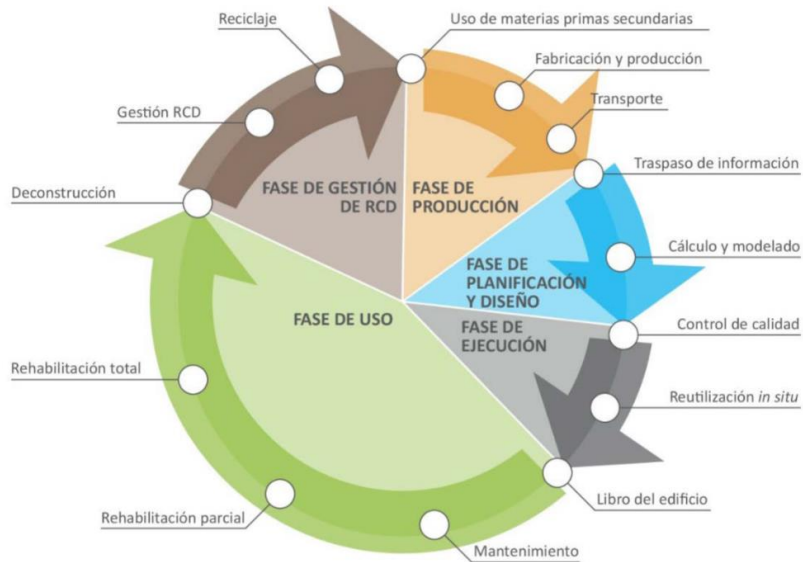 Reciclaje
Uso de materias primas secundarias
Fabricación y producción
Gestión RCD
Transporte
Traspaso de información
Deconstrucción
FASE DE GESTIÓN
DE RCD
FASE DE
PRODUCCIÓN
Cálculo y modelado
FASE DE
PLANIFICACIÓN
Y DISEÑO
FASE DE USO
FASE DE
EJECUCIÓN
Control de calidad
Rehabilitación total
Reutilización in situ
Libro del edificio
Rehabilitación parcial
Mantenimiento